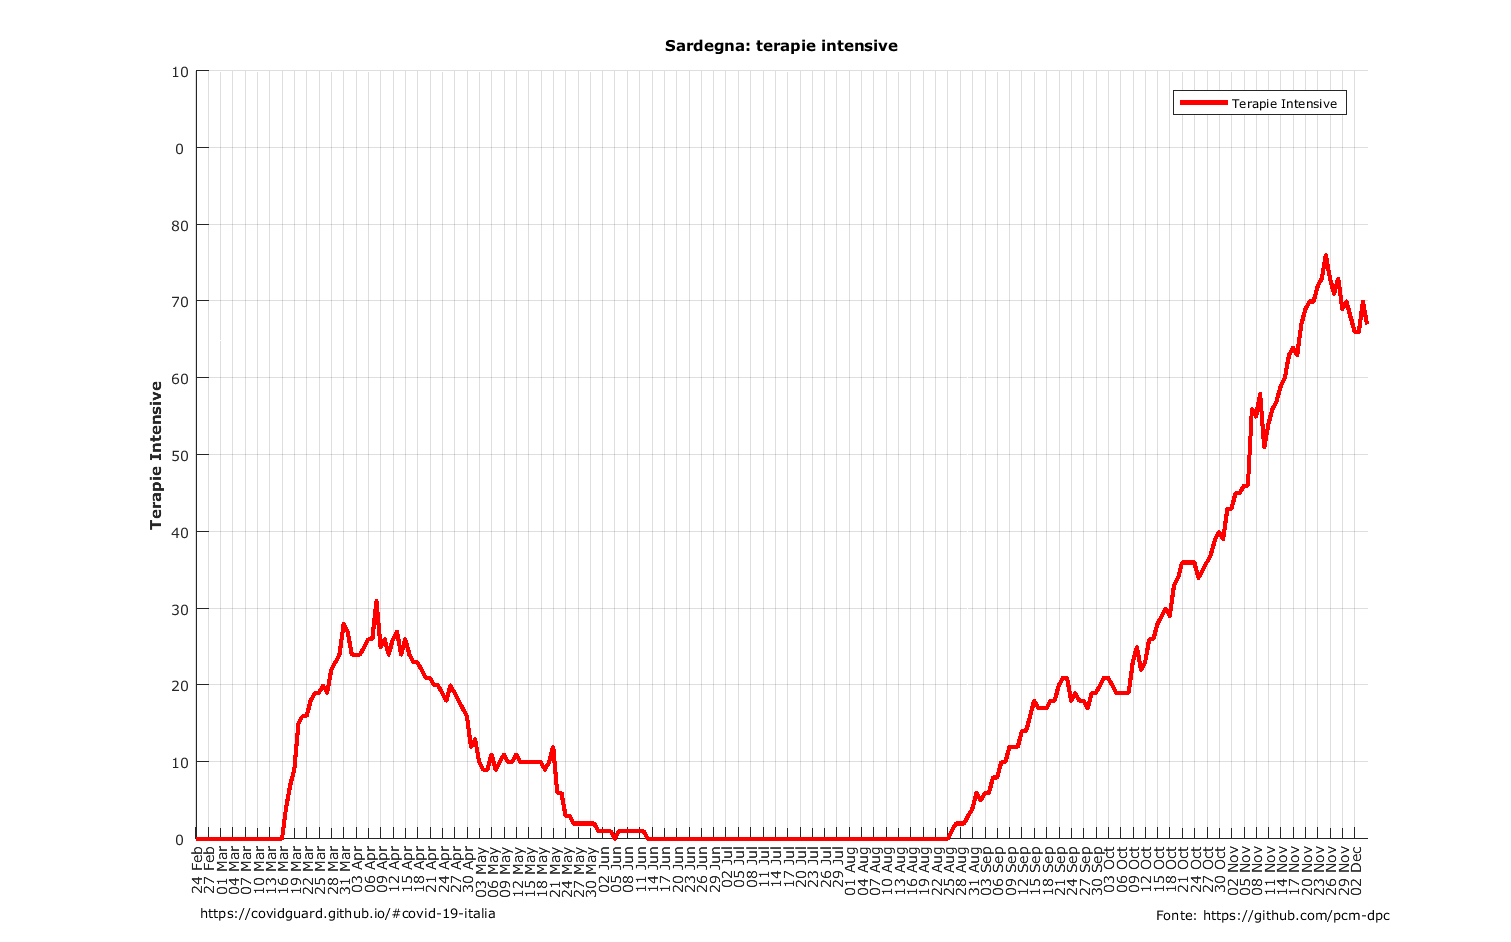 Sardegna: terapie intensive
Terapie Intensive
10
0
80
70
60
50
40
30
20
10
0
Terapie Intensive
24 Feb
27 Feb
01 Mar
04 Mar
07 Mar
10 Mar
13 Mar
16 Mar
19 Mar
22 Mar
25 Mar
28 Mar
31 Mar
03 Apr
06 Apr
09 Apr
12 Apr
15 Apr
18 Apr
21 Apr
24 Apr
27 Apr
30 Apr
03 May
06 May
09 May
12 May
15 May
18 May
21 May
24 May
27 May
30 May
02 Jun
05 Jun
08 Jun
11 Jun
14 Jun
17 Jun
20 Jun
23 Jun
26 Jun
29 Jun
02 Jul
05 Jul
08 Jul
11 Jul
14 Jul
17 Jul
20 Jul
23 Jul
26 Jul
29 Jul
01 Aug
04 Aug
07 Aug
10 Aug
13 Aug
16 Aug
19 Aug
22 Aug
25 Aug
28 Aug
31 Aug
03 Sep
06 Sep
09 Sep
12 Sep
15 Sep
18 Sep
21 Sep
24 Sep
27 Sep
30 Sep
03 Oct
06 Oct
09 Oct
12 Oct
15 Oct
18 Oct
21 Oct
24 Oct
27 Oct
30 Oct
02 Nov
05 Nov
08 Nov
11 Nov
14 Nov
17 Nov
20 Nov
23 Nov
26 Nov
29 Nov
02 Dec
https://covidguard.github.io/#covid-19-italia
Fonte: https://github.com/pcm-dpc